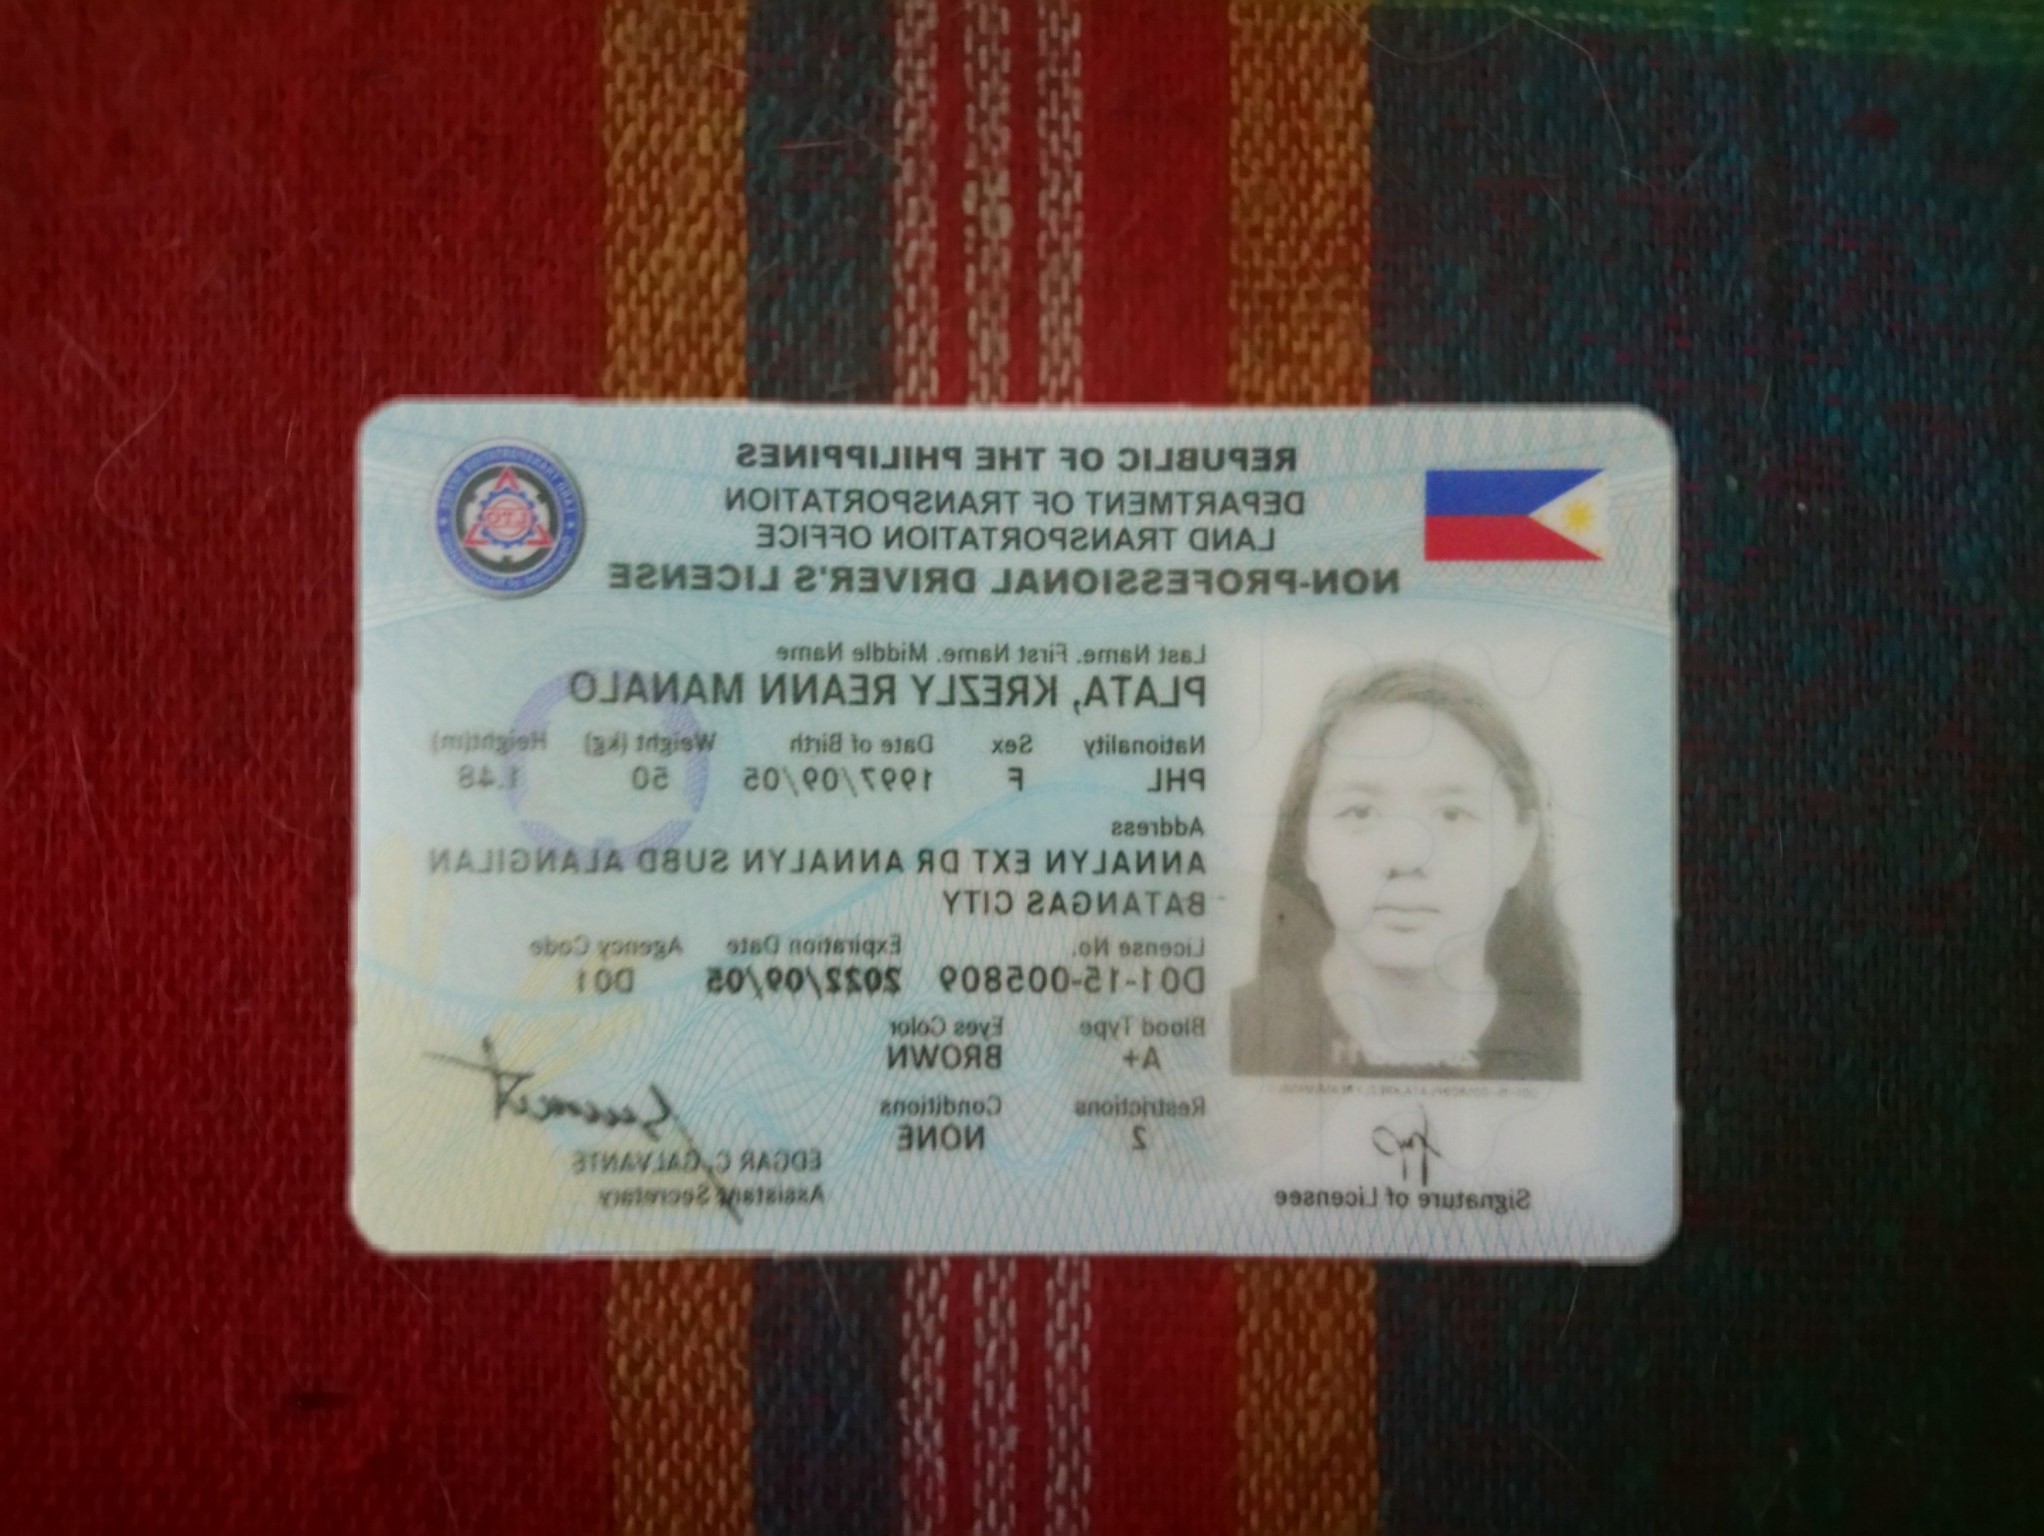 REPUBLIC OF THE PHILIPPINES
DEPARTMENT OF TRANSPORTATION
LAND TRANSPORTATION OFFICE
NON-PROFESSIONAL DRIVER'S LICENSE
LTO
Last Name. First Name. Middle Name
PLATA, KREZLY REANN MANALO
Nationality Sex Date of Birth Weight (kg) Height(m)
PHL F 1997/09/05 50 1.48
Address
ANNALYN EXT DR ANNALYN SUBD ALANGILAN
BATANGAS CITY
License No. Expiration Date Agency Code
D01-15-005809 2022/09/05 D01
Blood Type Eyes Color
A+ BROWN
Restrictions Conditions
2 NONE
EDGAR C. GALVANTE
Assistant Secretary
Signature of Licensee